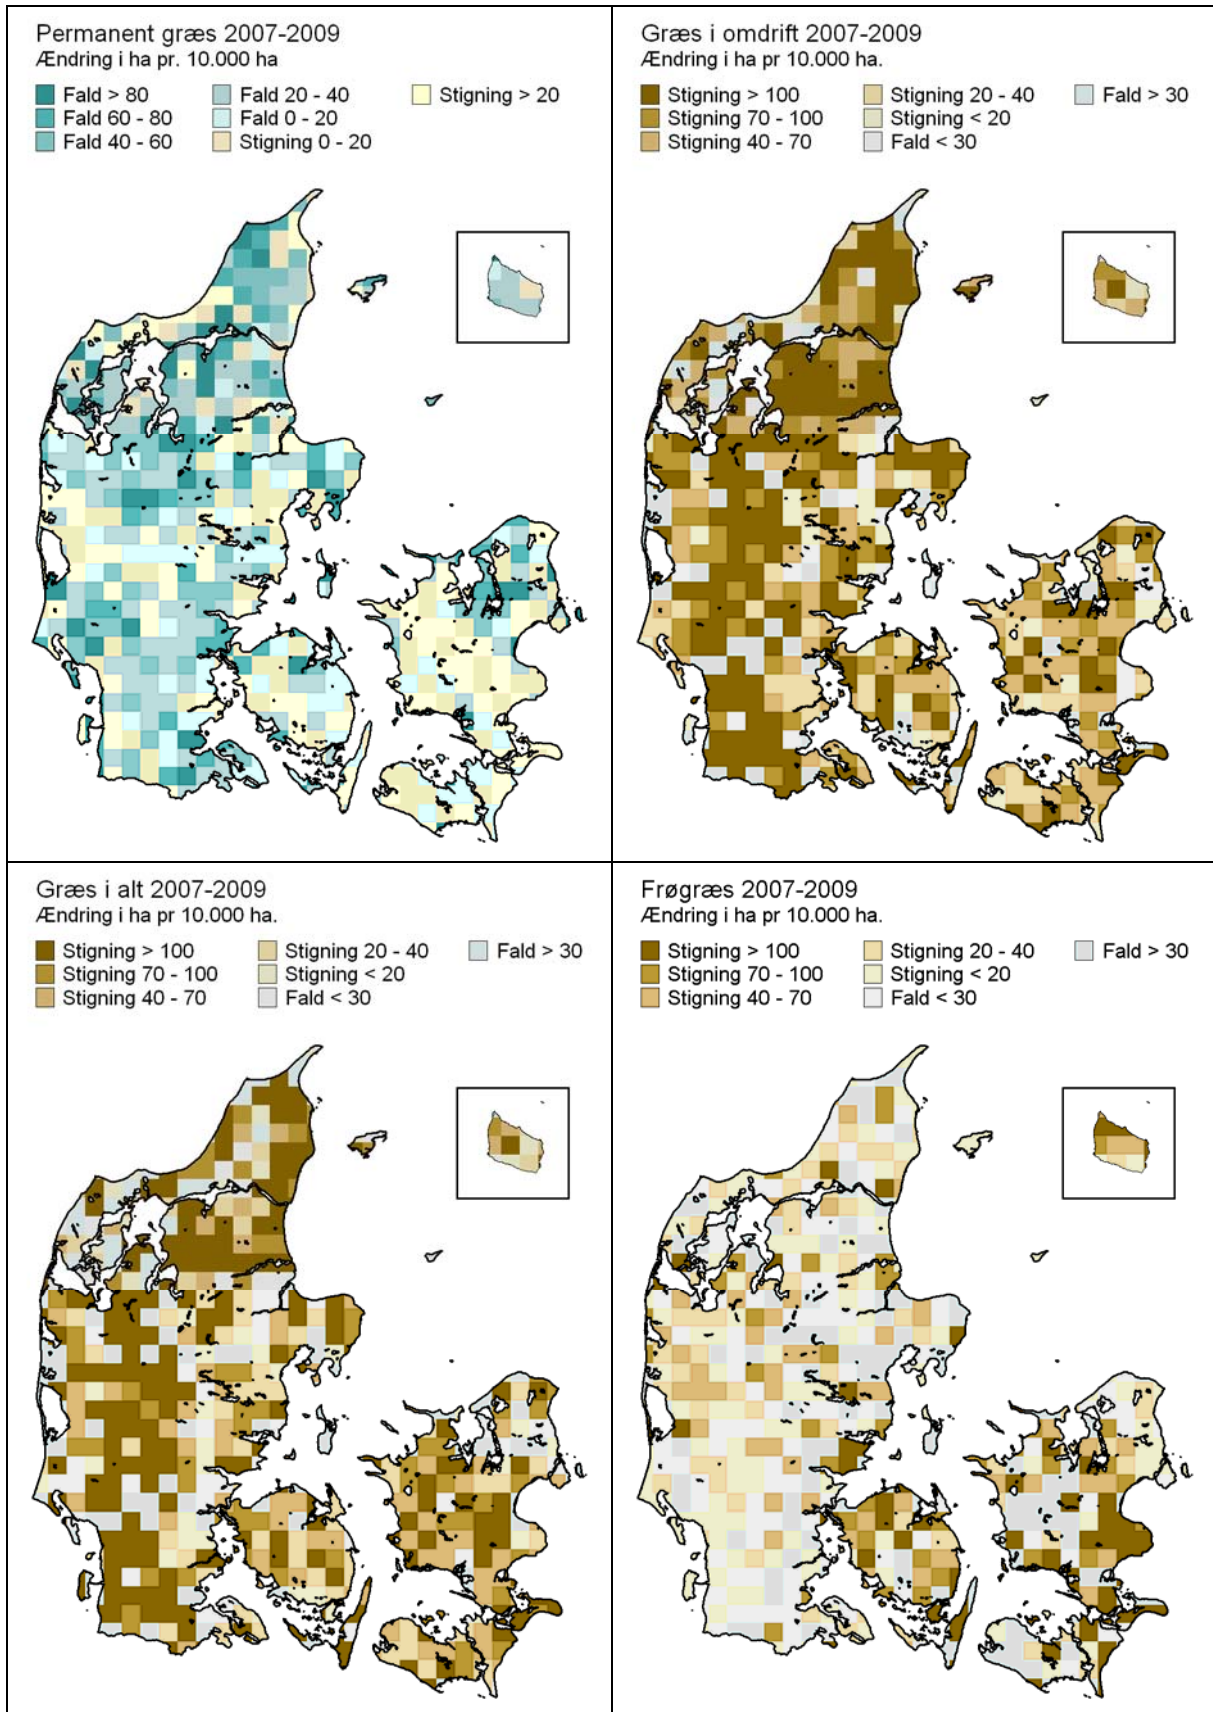 Permanent græs 2007-2009
Ændring i ha pr. 10.000 ha
Fald > 80
Fald 60 - 80
Fald 40 - 60
Fald 20 - 40
Fald 0 - 20
Stigning 0 - 20
Stigning > 20
Græs i omdrift 2007-2009
Ændring i ha pr 10.000 ha.
Stigning > 100
Stigning 70 - 100
Stigning 40 - 70
Stigning 20 - 40
Stigning < 20
Fald < 30
Fald > 30
Græs i alt 2007-2009
Ændring i ha pr 10.000 ha.
Stigning > 100
Stigning 70 - 100
Stigning 40 - 70
Stigning 20 - 40
Stigning < 20
Fald < 30
Fald > 30
Frøgræs 2007-2009
Ændring i ha pr 10.000 ha.
Stigning > 100
Stigning 70 - 100
Stigning 40 - 70
Stigning 20 - 40
Stigning < 20
Fald < 30
Fald > 30